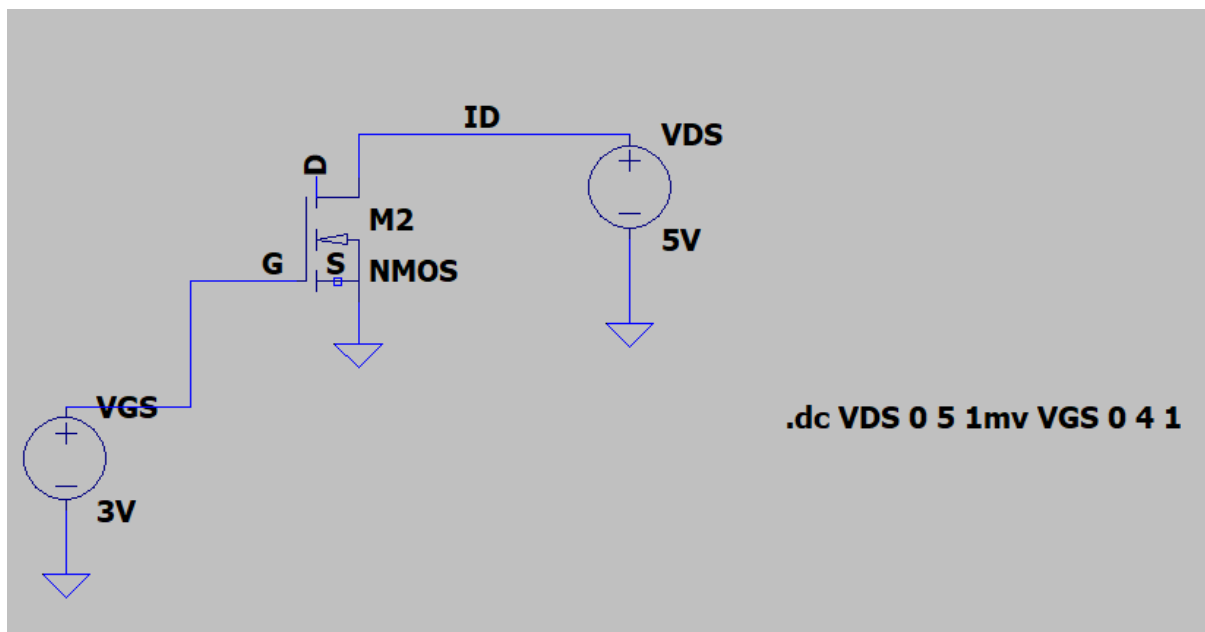 ID
VDS
D
M2
5V
G
S
NMOS
VGS
.dc VDS 0 5 1mv VGS 0 4 1
3V